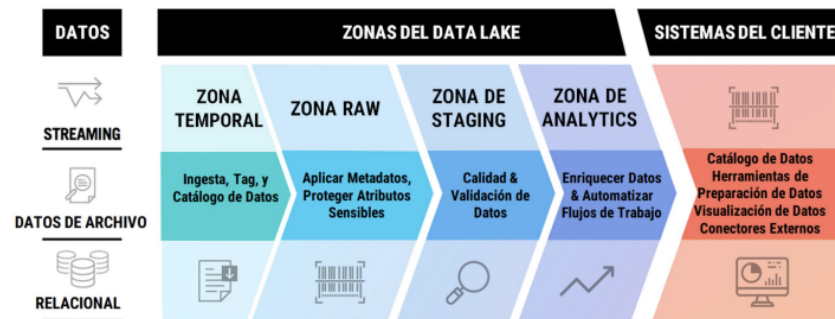 DATOS
ZONAS DEL DATA LAKE
SISTEMAS DEL CLIENTE
STREAMING
DATOS DE ARCHIVO
RELACIONAL
ZONA
TEMPORAL
Ingesta, Tag, y
Catálogo de Datos
ZONA RAW
Aplicar Metadatos,
Proteger Atributos
Sensibles
ZONA DE
STAGING
Calidad &
Validación de
Datos
ZONA DE
ANALYTICS
Enriquecer Datos
& Automatizar
Flujos de Trabajo
Catálogo de Datos
Herramientas de
Preparación de Datos
Visualización de Datos
Conectores Externos